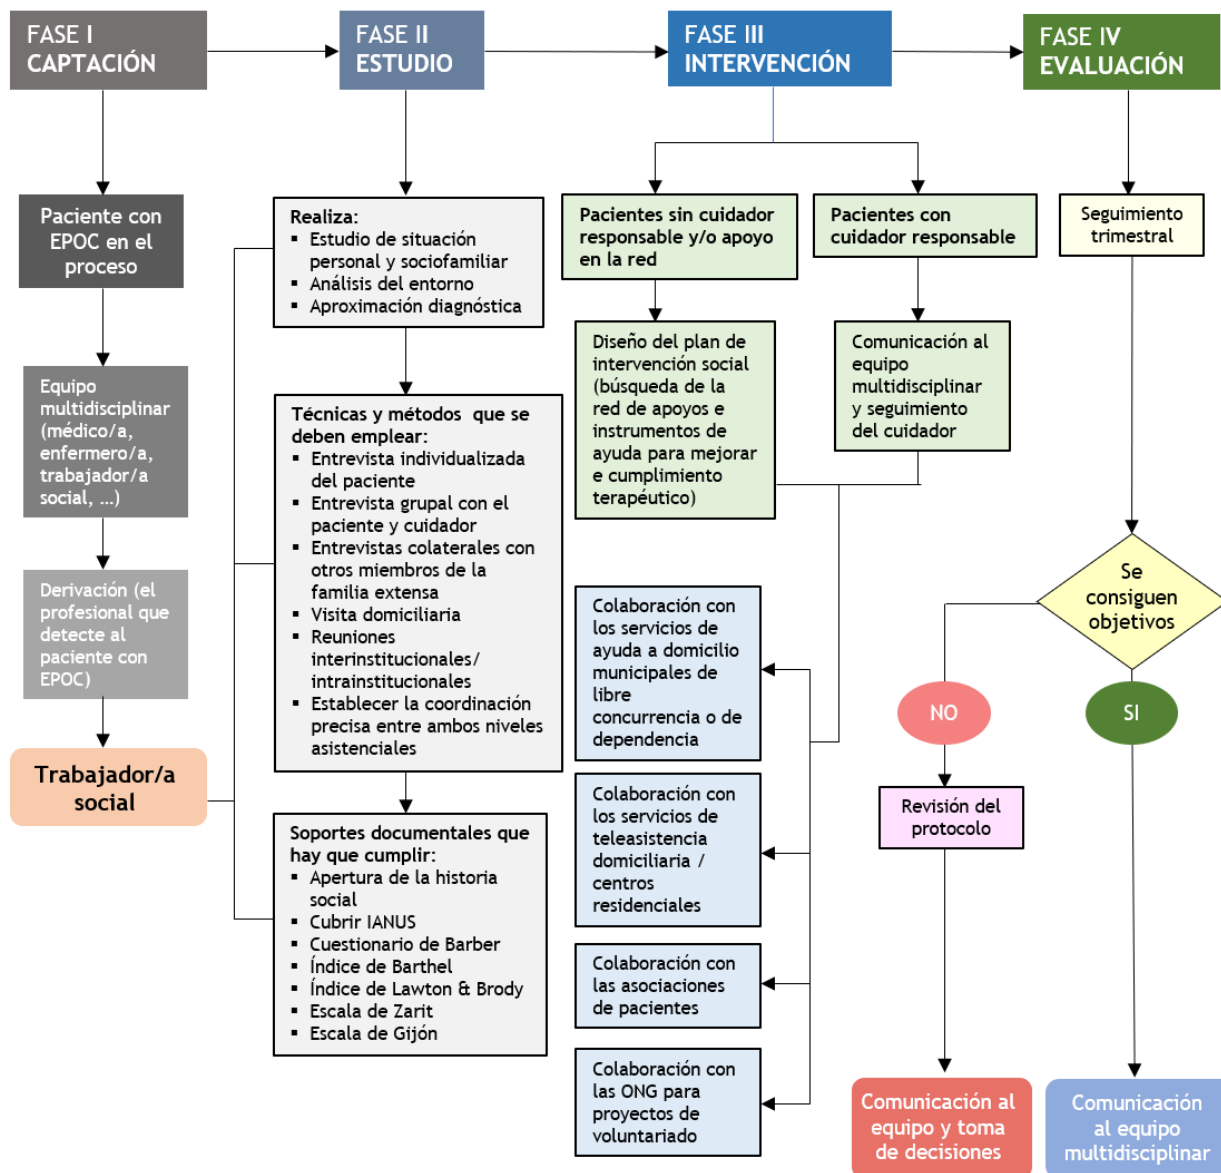 FASE I
CAPTACIÓN
FASE II
ESTUDIO
FASE III
INTERVENCIÓN
FASE IV
EVALUACIÓN
Paciente con
EPOC en el
proceso
Equipo
multidisciplinar
(médico/a,
enfermero/a,
trabajador/a
social, ...)
Derivación (el
profesional que
detecte al
paciente con
EPOC)
Trabajador/a
social
Realiza:
▪ Estudio de situación
personal y sociofamiliar
▪ Análisis del entorno
▪ Aproximación diagnóstica
Técnicas y métodos que se
deben emplear:
▪ Entrevista individualizada
del paciente
▪ Entrevista grupal con el
paciente y cuidador
▪ Entrevistas colaterales con
otros miembros de la
familia extensa
▪ Visita domiciliaria
▪ Reuniones
interinstitucionales/
intrainstitucionales
▪ Establecer la coordinación
precisa entre ambos niveles
asistenciales
Soportes documentales que
hay que cumplir:
▪ Apertura de la historia
social
▪ Cubrir IANUS
▪ Cuestionario de Barber
▪ Índice de Barthel
▪ Índice de Lawton & Brody
▪ Escala de Zarit
▪ Escala de Gijón
Pacientes sin cuidador
responsable y/o apoyo
en la red
Diseño del plan de
intervención social
(búsqueda de la
red de apoyos e
instrumentos de
ayuda para mejorar
e cumplimiento
terapéutico)
Pacientes con
cuidador responsable
Comunicación al
equipo
multidisciplinar
y seguimiento
del cuidador
Colaboración con
los servicios de
ayuda a domicilio
municipales de
libre
concurrencia o de
dependencia
Colaboración con
los servicios de
teleasistencia
domiciliaria /
centros
residenciales
Colaboración con
las asociaciones
de pacientes
Colaboración con
las ONG para
proyectos de
voluntariado
Seguimiento
trimestral
Se
consiguen
objetivos
NO
SI
Revisión del
protocolo
Comunicación al
equipo y toma
de decisiones
Comunicación
al equipo
multidisciplinar